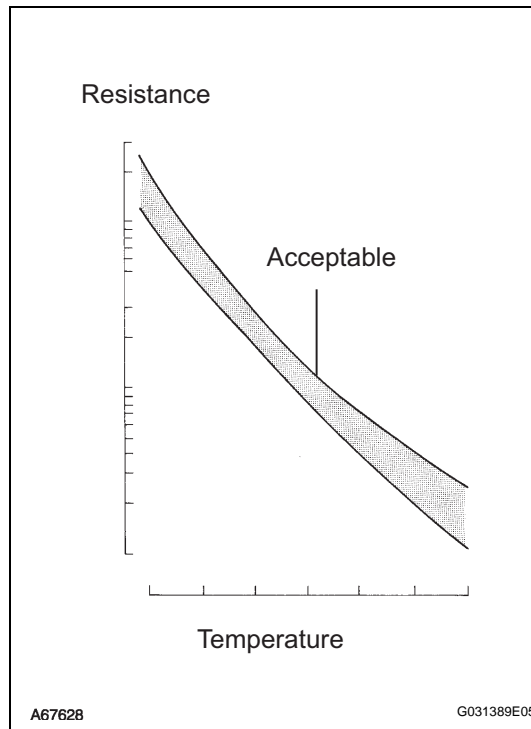 Resistance
Acceptable
Temperature
A67628
G031389E05